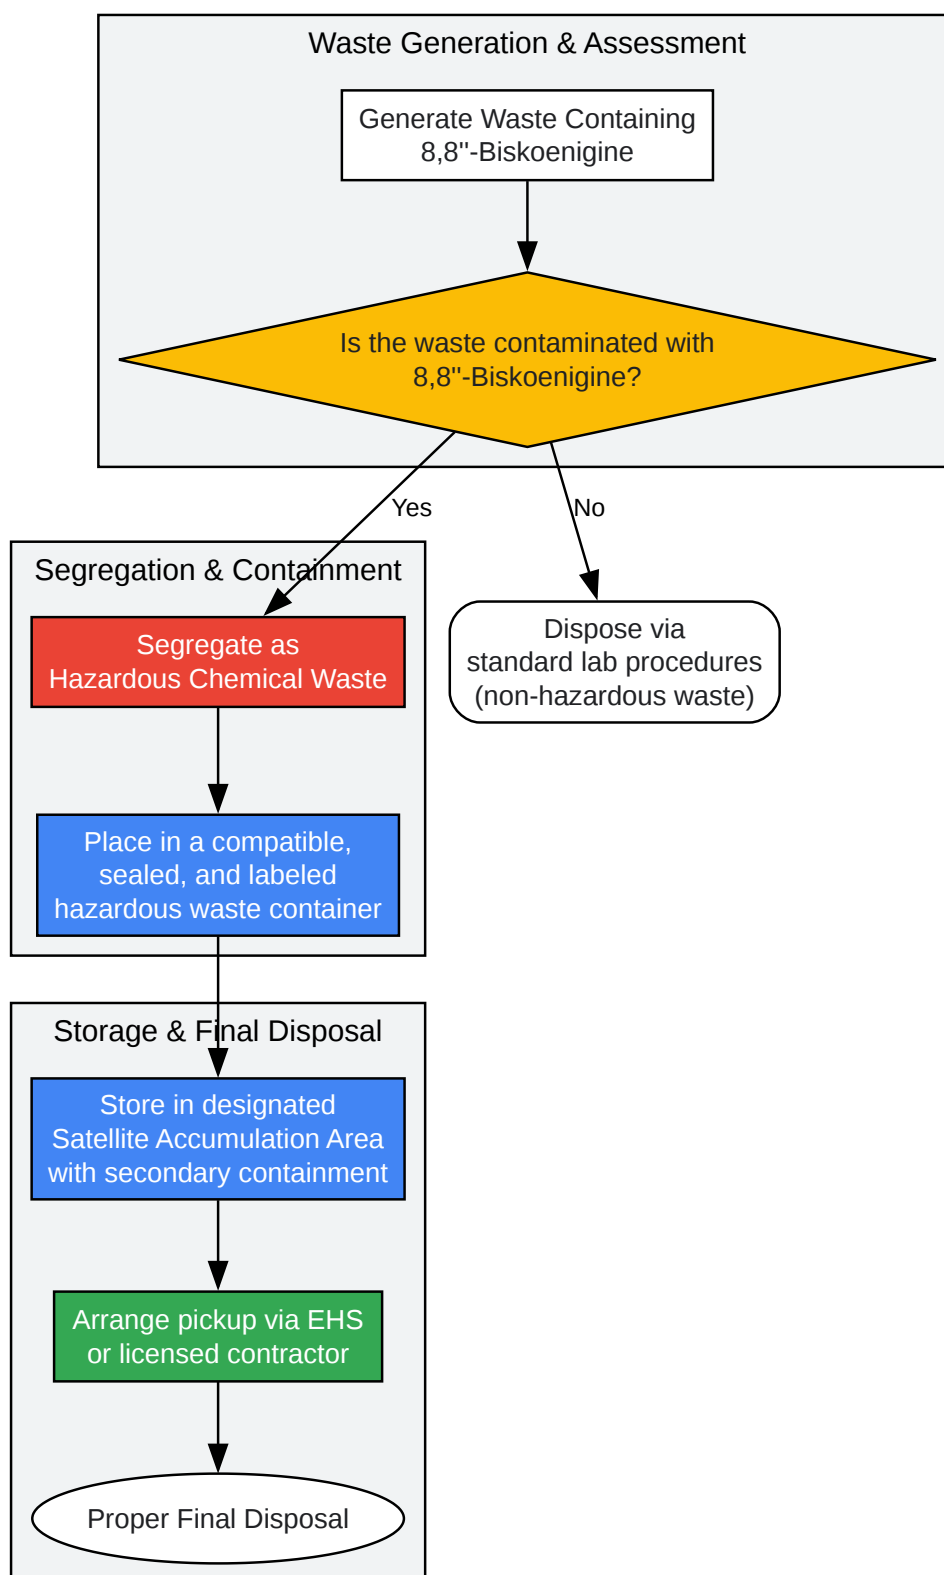 Waste Generation & Assessment
Generate Waste Containing
8,8''-Biskoenigine
Is the waste contaminated with
8,8''-Biskoenigine?
Yes
No
Segregation & Containment
Segregate as
Hazardous Chemical Waste
Dispose via
standard lab procedures
(non-hazardous waste)
Place in a compatible,
sealed, and labeled
hazardous waste container
Storage & Final Disposal
Store in designated
Satellite Accumulation Area
with secondary containment
Arrange pickup via EHS
or licensed contractor
Proper Final Disposal